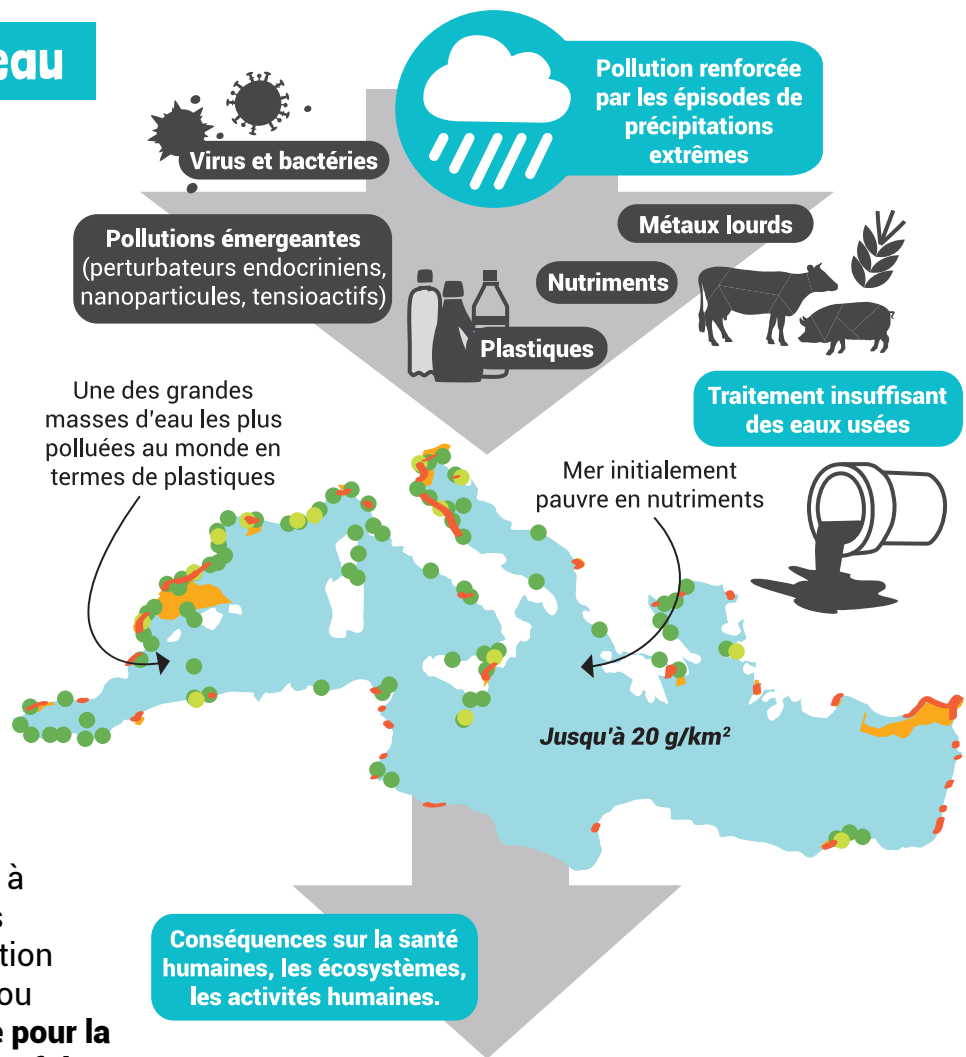 eau
Pollution renforcée
par les épisodes de
précipitations
extrêmes
Virus et bactéries
Pollutions émergeantes
(perturbateurs endocriniens,
nanoparticules, tensioactifs)
Métaux lourds
Nutriments
Plastiques
Traitement insuffisant
des eaux usées
Une des grandes
masses d'eau les plus
polluées au monde en
termes de plastiques
Mer initialement
pauvre en nutriments
Jusqu'à 20 g/km²
à
s
tion
ou
e pour la
Conséquences sur la santé
humaines, les écosystèmes,
les activités humaines.